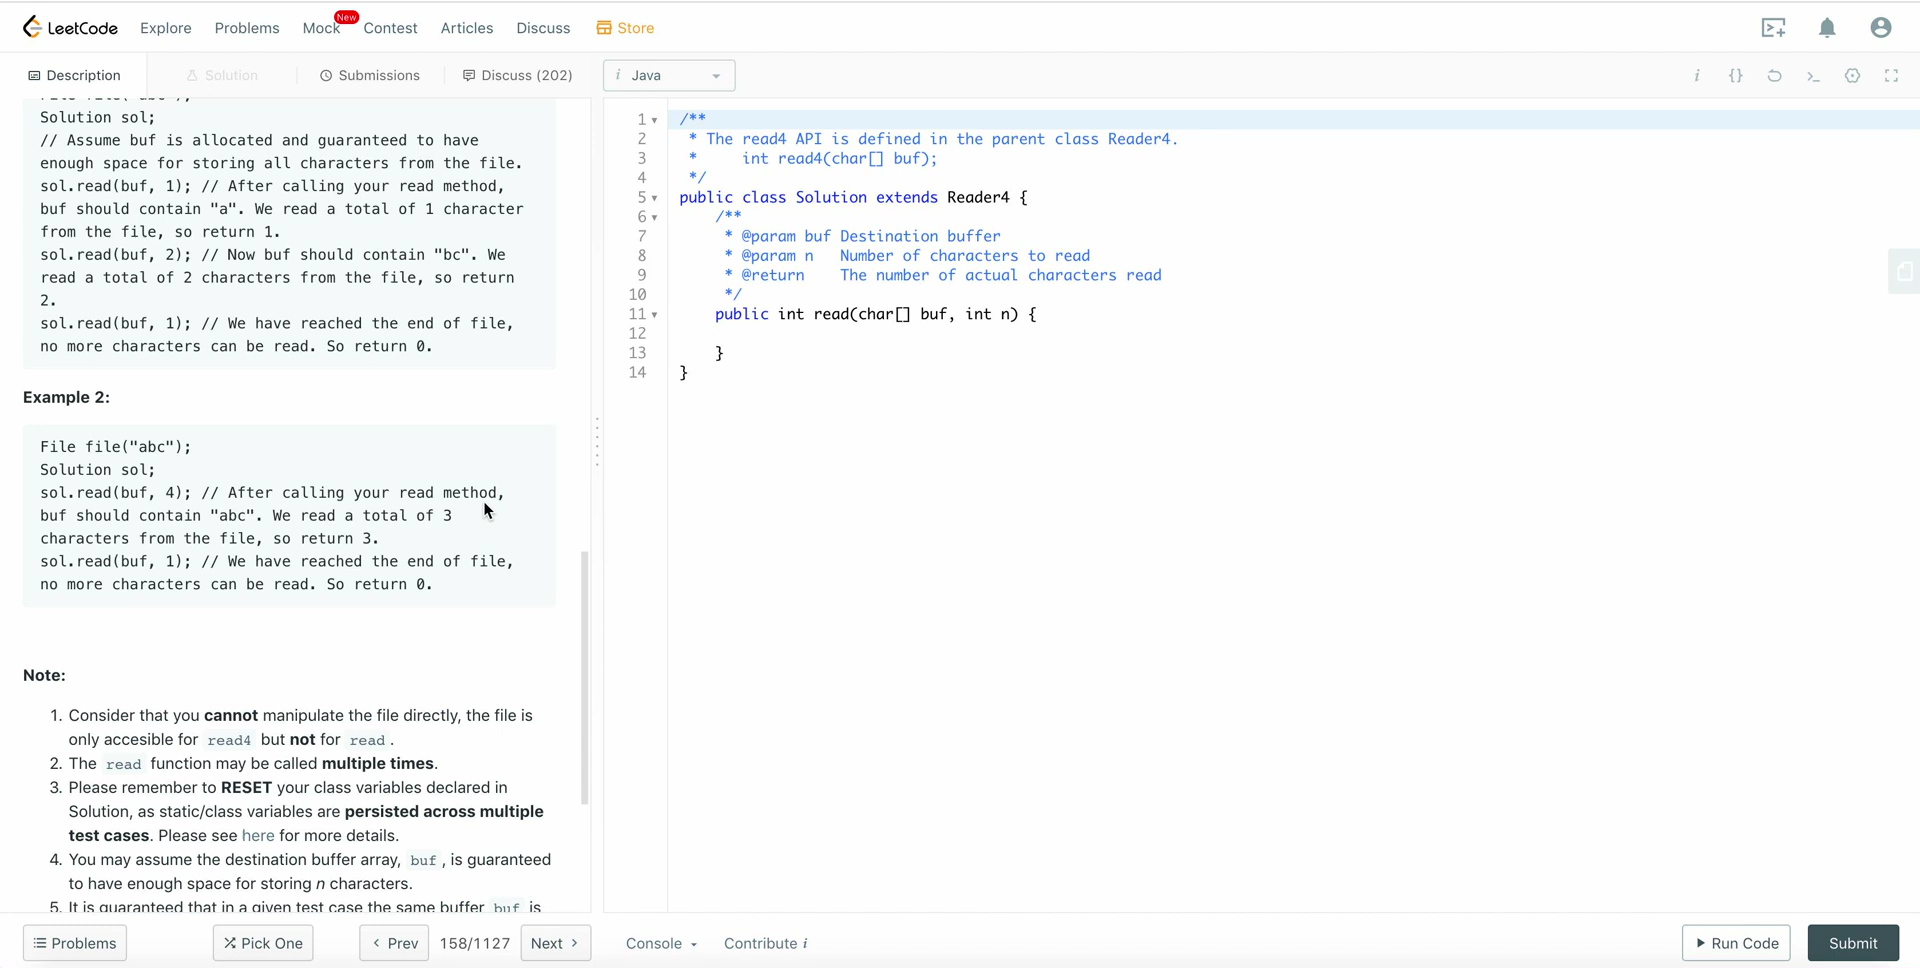 LeetCode
Explore
Problems
Mock
New
Contest
Articles
Discuss
Store
Description
Solution
Submissions
Discuss (202)
i Java
Solution sol;
// Assume buf is allocated and guaranteed to have
enough space for storing all characters from the file.
sol.read(buf, 1); // After calling your read method,
buf should contain "a". We read a total of 1 character
from the file, so return 1.
sol.read(buf, 2); // Now buf should contain "bc". We
read a total of 2 characters from the file, so return
2.
sol.read(buf, 1); // We have reached the end of file,
no more characters can be read. So return 0.
Example 2:
File file("abc");
Solution sol;
sol.read(buf, 4); // After calling your read method,
buf should contain "abc". We read a total of 3
characters from the file, so return 3.
sol.read(buf, 1); // We have reached the end of file,
no more characters can be read. So return 0.
Note:
1. Consider that you cannot manipulate the file directly, the file is
only accesible for read4 but not for read .
2. The read function may be called multiple times.
3. Please remember to RESET your class variables declared in
Solution, as static/class variables are persisted across multiple
test cases. Please see here for more details.
4. You may assume the destination buffer array, buf , is guaranteed
to have enough space for storing n characters.
5. It is guaranteed that in a given test case the same buffer buf is
1 /**
2 * The read4 API is defined in the parent class Reader4.
3 *     int read4(char[] buf);
4 */
5 public class Solution extends Reader4 {
6     /**
7      * @param buf Destination buffer
8      * @param n   Number of characters to read
9      * @return    The number of actual characters read
10      */
11     public int read(char[] buf, int n) {
12
13     }
14 }
i {} >_
Problems
Pick One
< Prev
158/1127
Next >
Console
Contribute i
Run Code
Submit